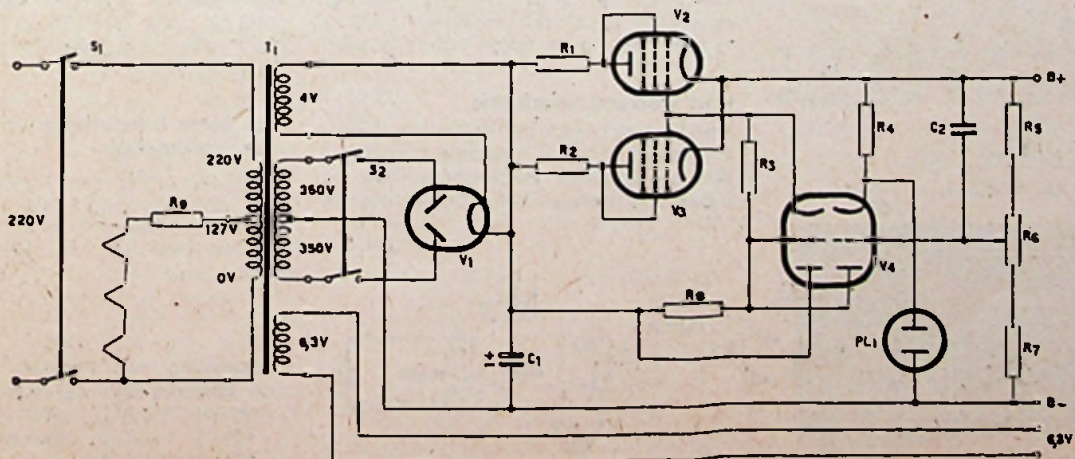 S1
T1
4V
220V
220V
127V
0V
R9
350V
350V
6,3V
S2
V1
C1
R1
R2
V2
V3
R3
R4
C2
R5
R6
R7
R8
V4
PL1
B+
B-
6,3V